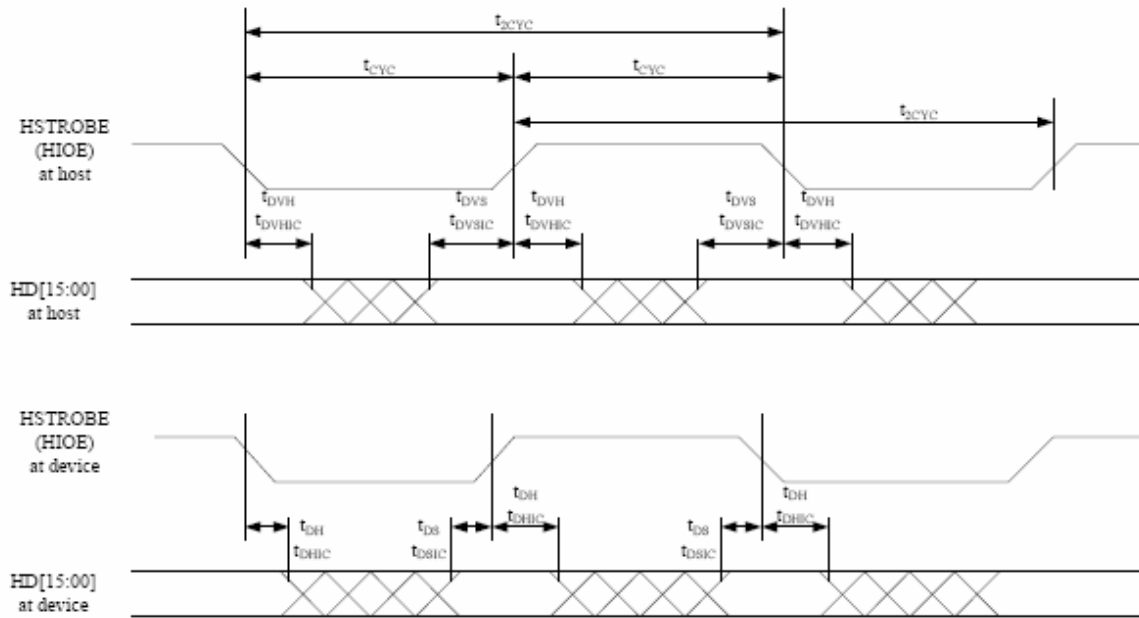 t2CYC
tCYC tCYC
t2CYC
HSTROBE
(HIOE)
at host
tDVH tDVS tDVH tDVS tDVH
tDVHIC tDVSIC tDVHIC tDVSIC tDVHIC
HD[15:00]
at host
HSTROBE
(HIOE)
at device
tDH tDH
tDH tDS tDHIC tDS tDHIC
tDHIC tDSIC tDSIC
HD[15:00]
at device